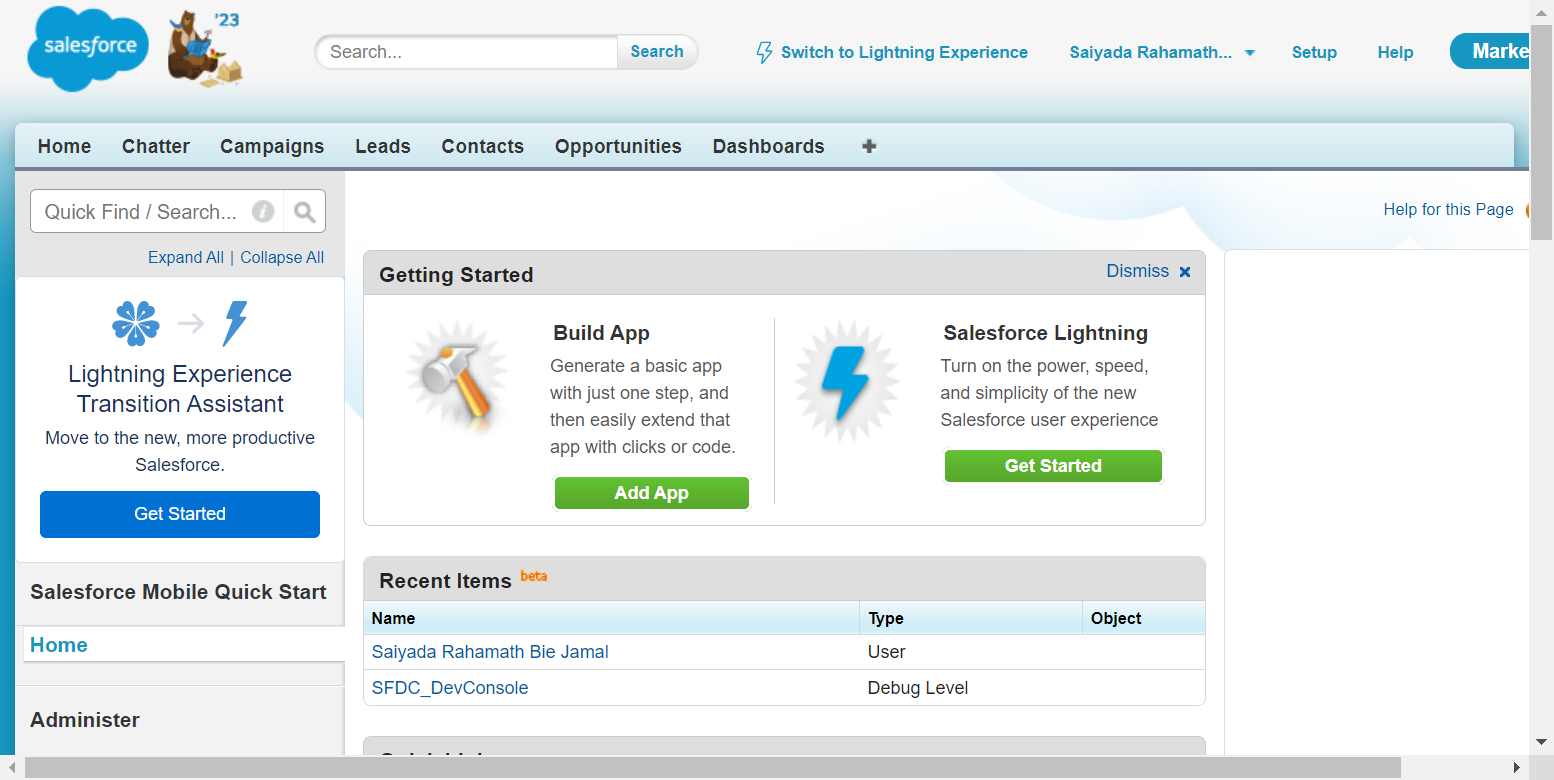 salesforce
'23
Search...
Search
Switch to Lightning Experience
Saiyada Rahamath...
Setup
Help
Marke
Home
Chatter
Campaigns
Leads
Contacts
Opportunities
Dashboards
Quick Find / Search...
Expand All | Collapse All
Lightning Experience
Transition Assistant
Move to the new, more productive
Salesforce.
Get Started
Salesforce Mobile Quick Start
Home
Administer
Help for this Page
Getting Started
Dismiss
Build App
Generate a basic app
with just one step, and
then easily extend that
app with clicks or code.
Add App
Salesforce Lightning
Turn on the power, speed,
and simplicity of the new
Salesforce user experience
Get Started
Recent Items beta
Name Type Object
Saiyada Rahamath Bie Jamal User
SFDC_DevConsole Debug Level